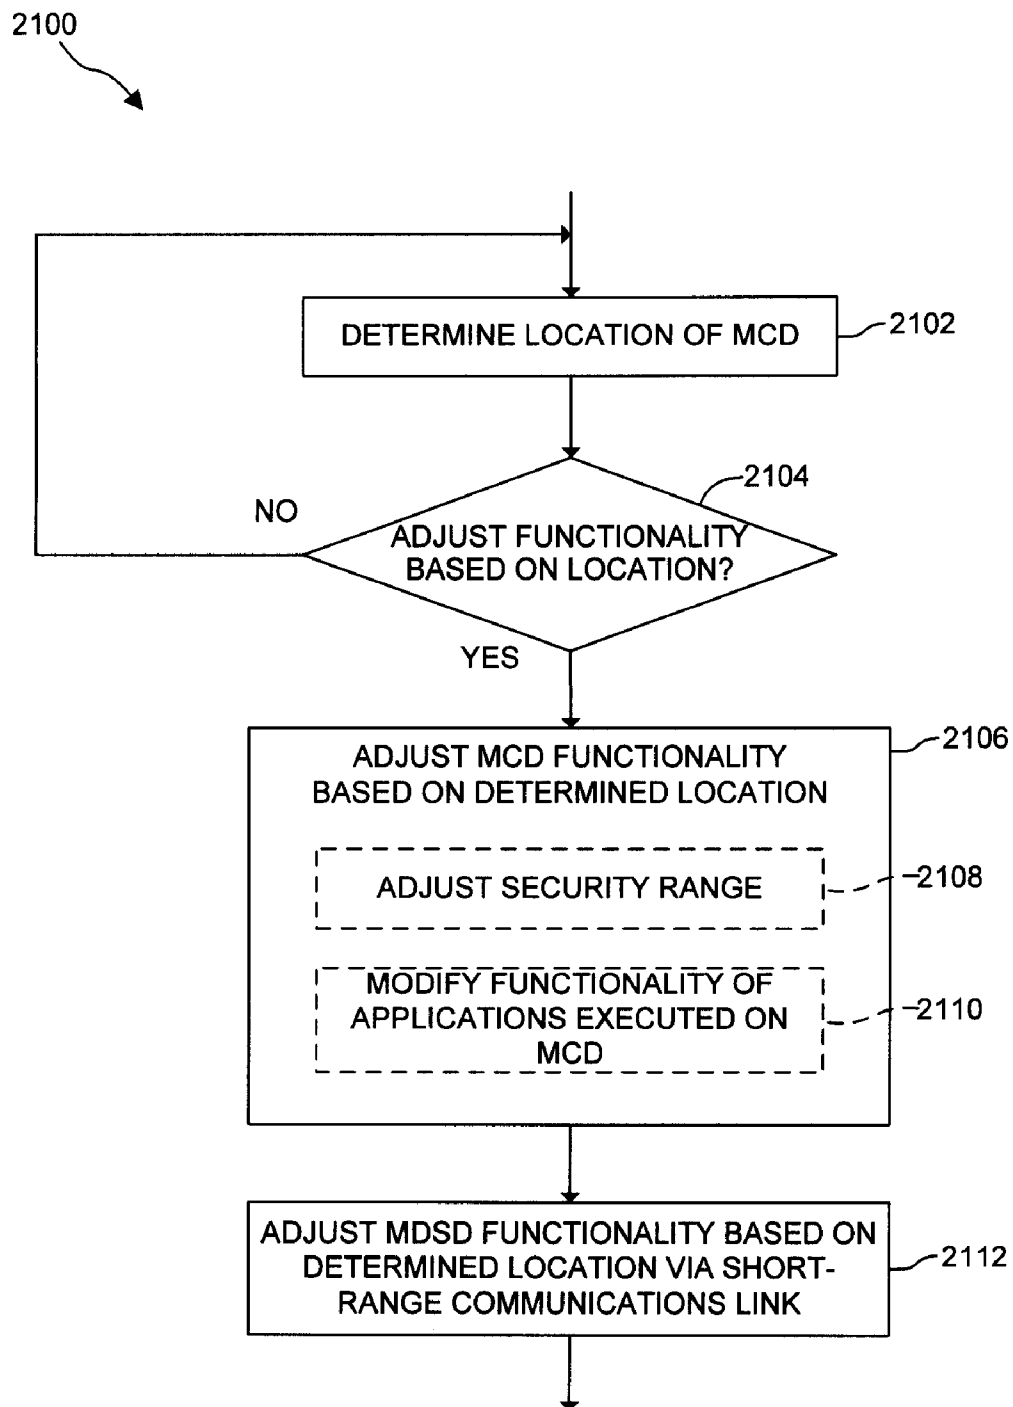 2100
DETERMINE LOCATION OF MCD
2102
2104
NO
ADJUST FUNCTIONALITY
BASED ON LOCATION?
YES
2106
ADJUST MCD FUNCTIONALITY
BASED ON DETERMINED LOCATION
ADJUST SECURITY RANGE
2108
MODIFY FUNCTIONALITY OF
APPLICATIONS EXECUTED ON
MCD
2110
ADJUST MDSD FUNCTIONALITY BASED ON
DETERMINED LOCATION VIA SHORT-
RANGE COMMUNICATIONS LINK
2112